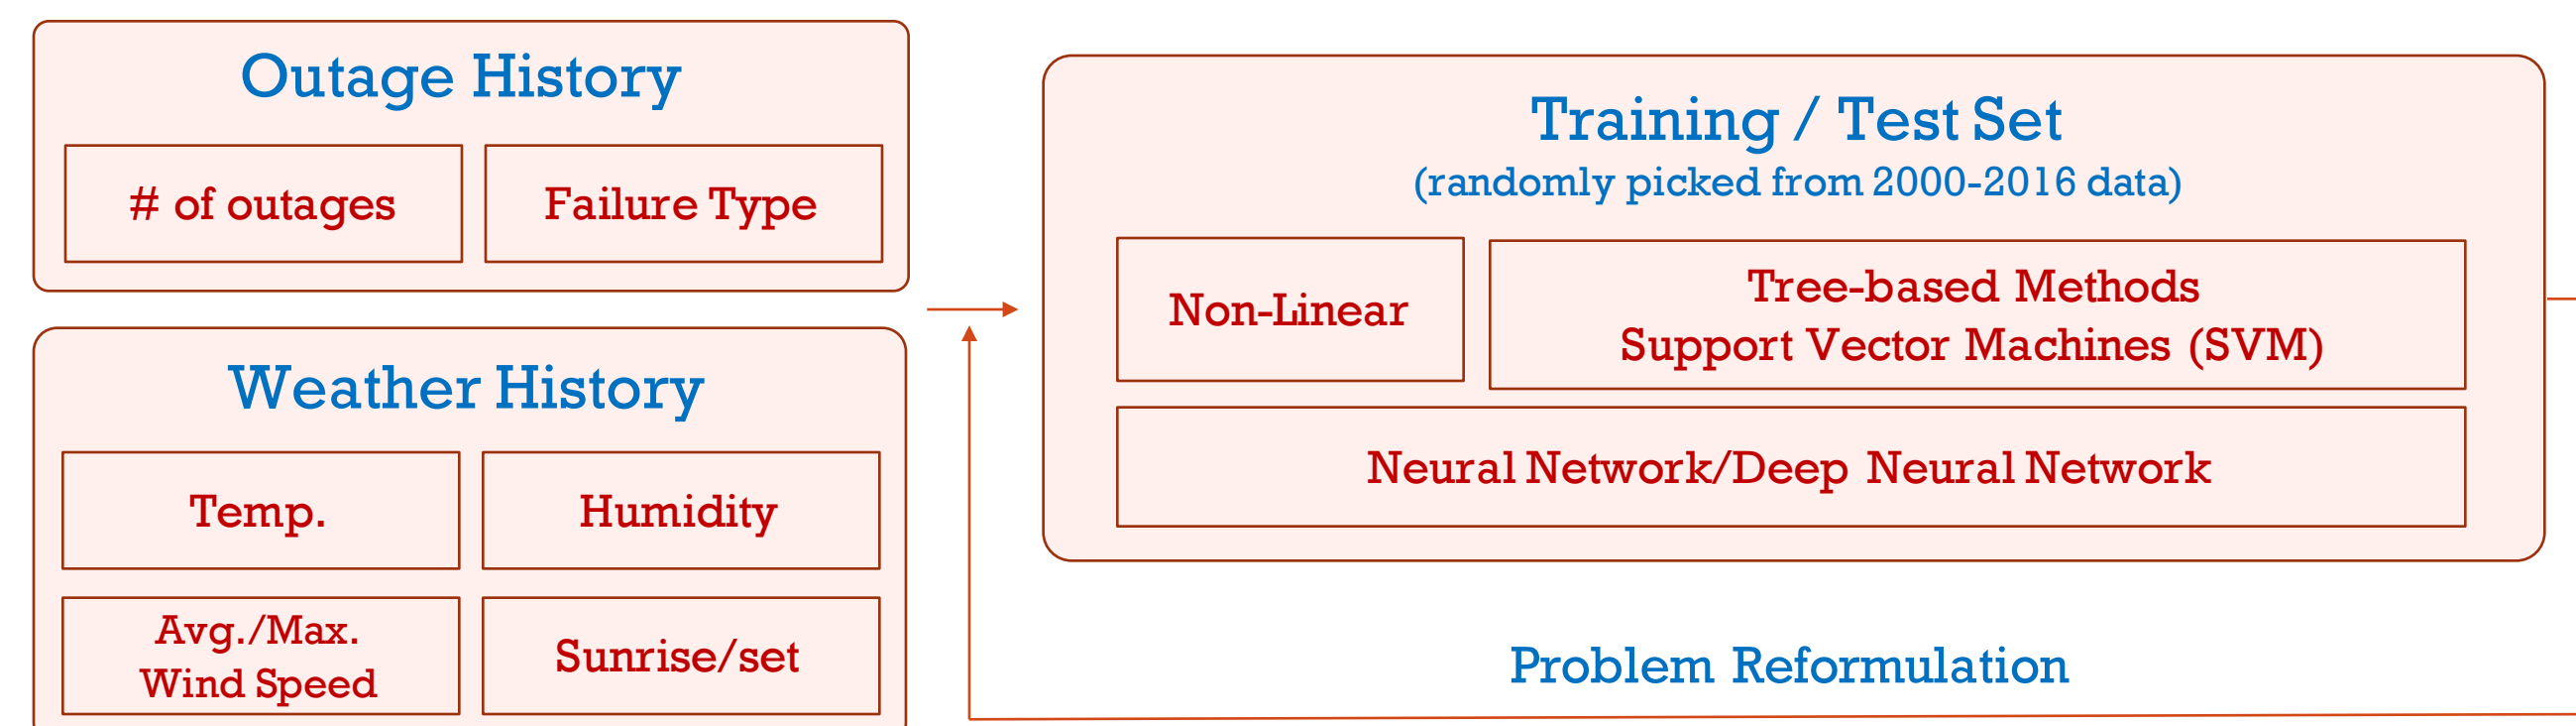 Outage History
# of outages
Failure Type
Weather History
Temp.
Humidity
Avg./Max.
Wind Speed
Sunrise/set
Training / Test Set
(randomly picked from 2000-2016 data)
Non-Linear
Tree-based Methods
Support Vector Machines (SVM)
Neural Network/Deep Neural Network
Problem Reformulation